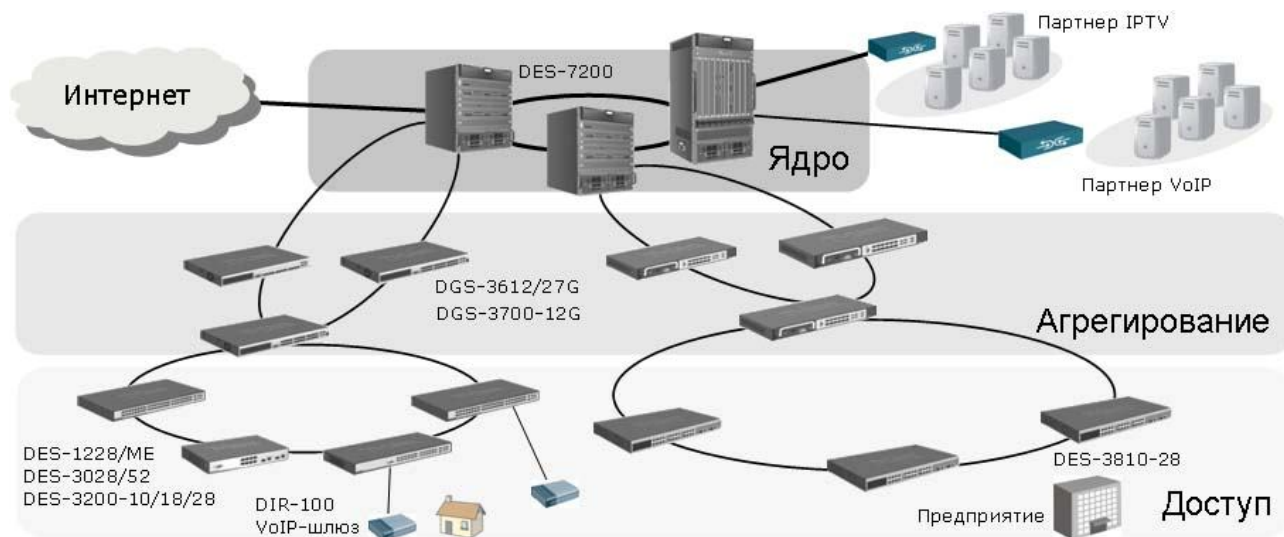 Партнер IPTV
DES-7200
Интернет
Ядро
Партнер VoIP
DGS-3612/27G
DGS-3700-12G
Агрегирование
DES-1228/ME
DES-3028/52
DES-3200-10/18/28
DES-3810-28
DIR-100
VoIP-шлюз
Предприятие
Доступ